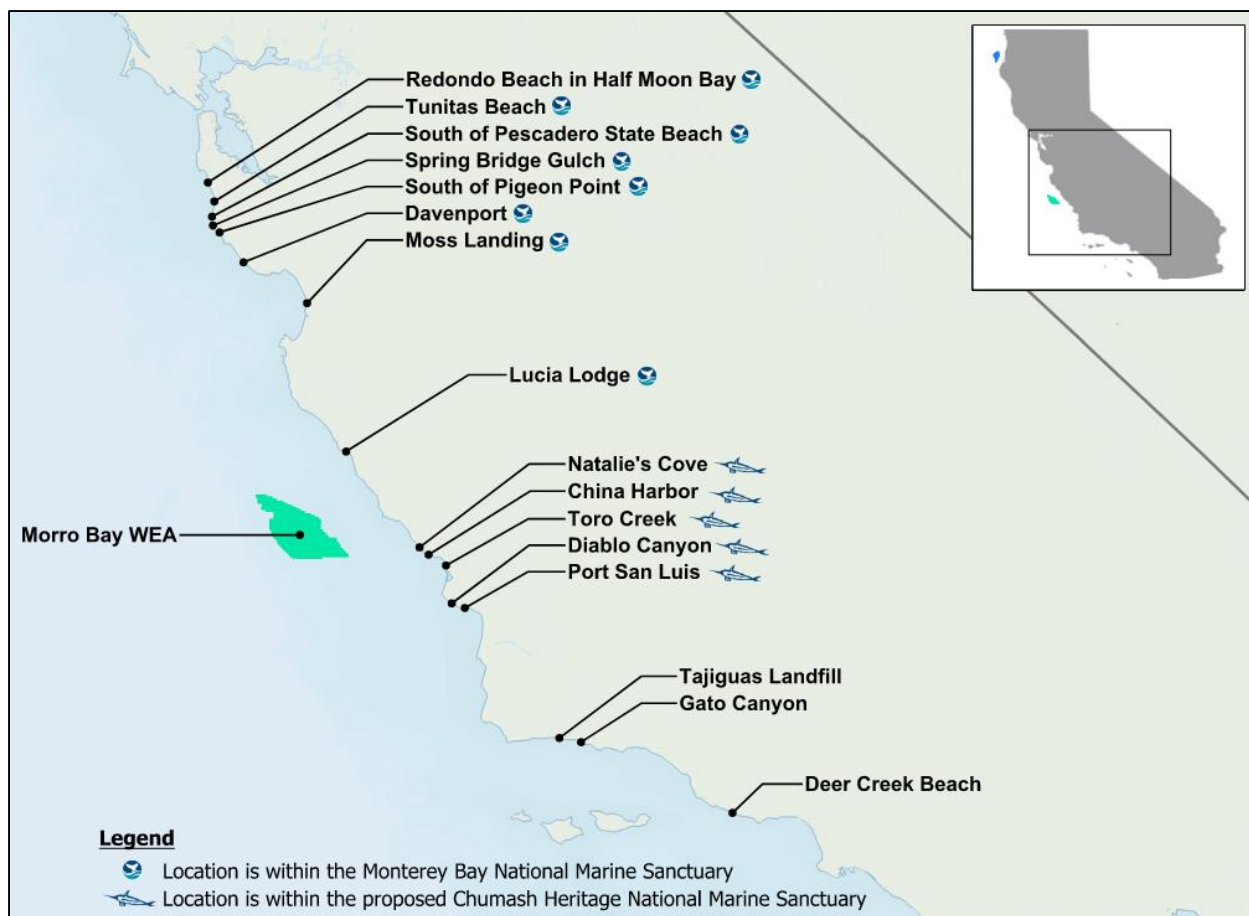 Redondo Beach in Half Moon Bay
Tunitas Beach
South of Pescadero State Beach
Spring Bridge Gulch
South of Pigeon Point
Davenport
Moss Landing
Lucia Lodge
Natalie's Cove
China Harbor
Morro Bay WEA
Toro Creek
Diablo Canyon
Port San Luis
Tajiguas Landfill
Gato Canyon
Deer Creek Beach
Legend
Location is within the Monterey Bay National Marine Sanctuary
Location is within the proposed Chumash Heritage National Marine Sanctuary